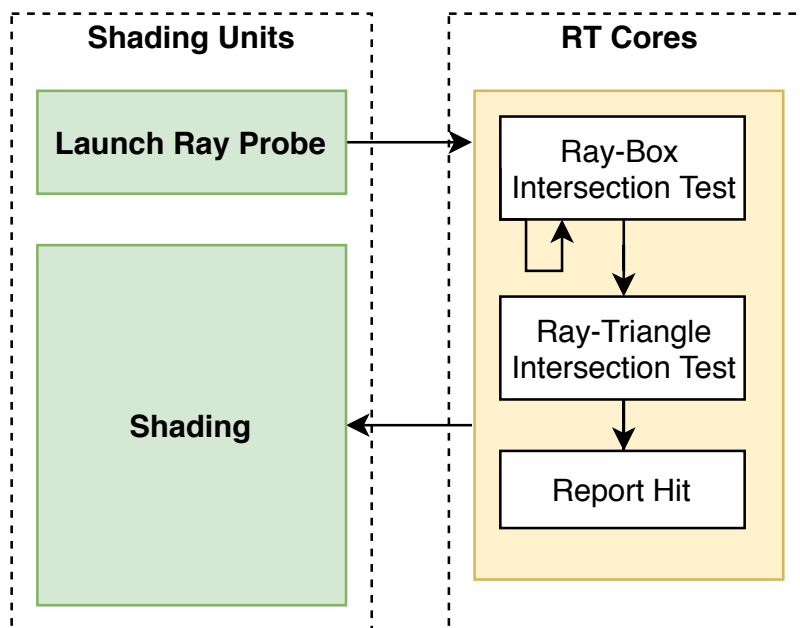 Shading Units
Launch Ray Probe
Shading
RT Cores
Ray-Box
Intersection Test
Ray-Triangle
Intersection Test
Report Hit